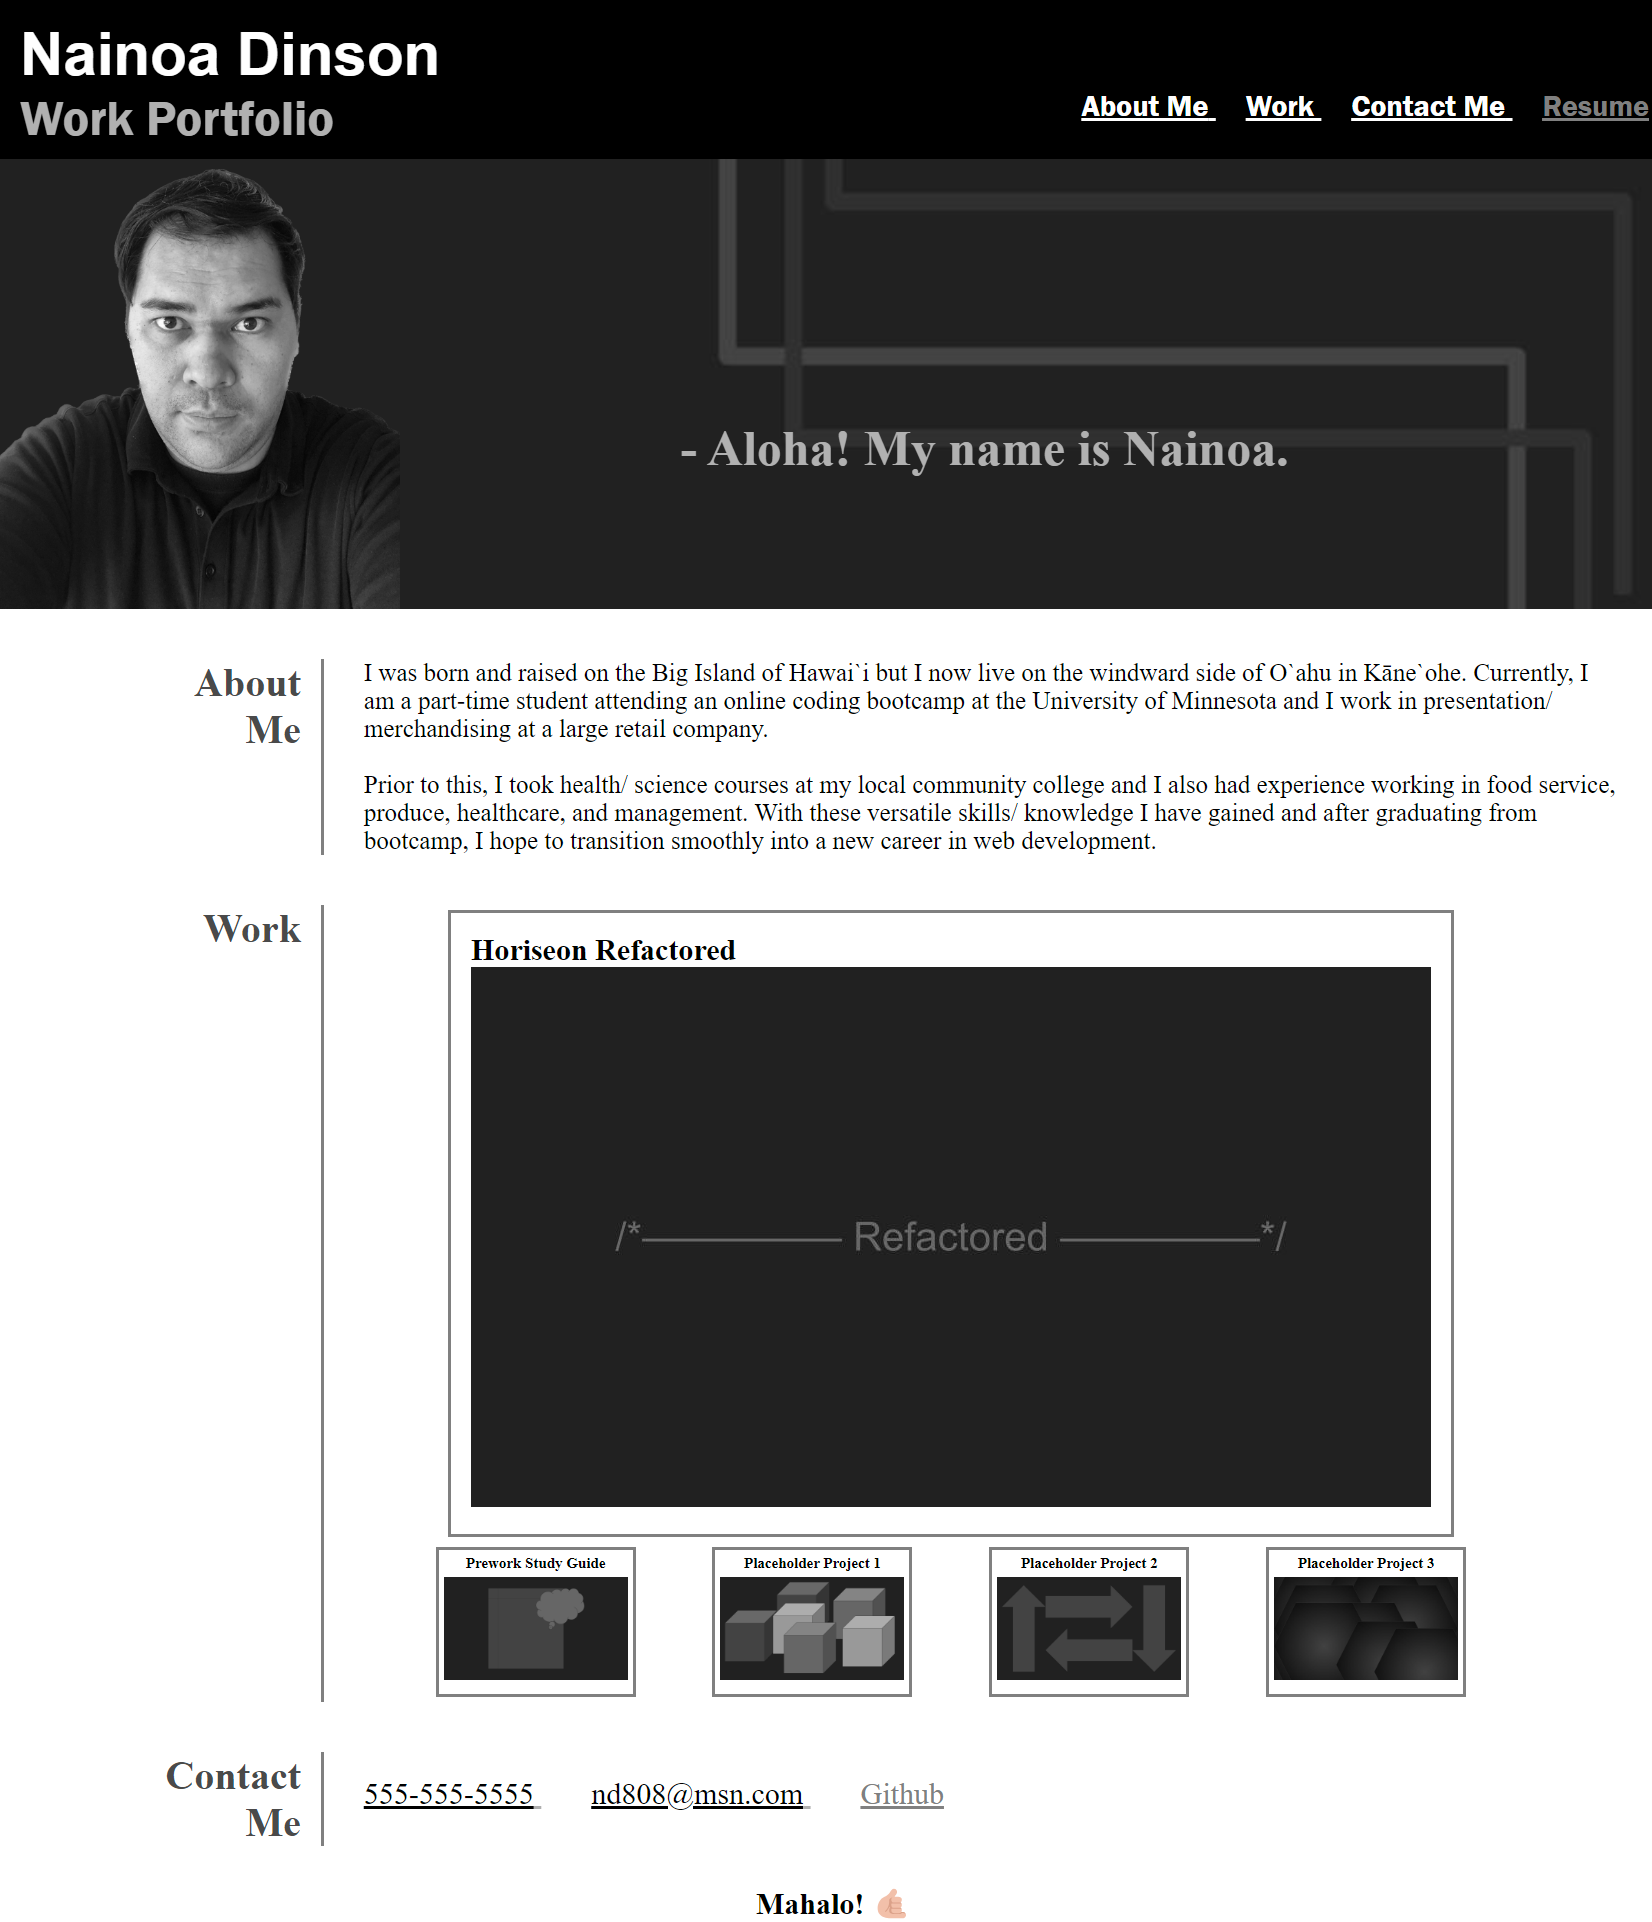 Nainoa Dinson
Work Portfolio
About Me Work Contact Me Resume
- Aloha! My name is Nainoa.
About
Me
I was born and raised on the Big Island of Hawai`i but I now live on the windward side of O`ahu in Kāne`ohe. Currently, I
am a part-time student attending an online coding bootcamp at the University of Minnesota and I work in presentation/
merchandising at a large retail company.
Prior to this, I took health/ science courses at my local community college and I also had experience working in food service,
produce, healthcare, and management. With these versatile skills/ knowledge I have gained and after graduating from
bootcamp, I hope to transition smoothly into a new career in web development.
Work
Horiseon Refactored
/*————— Refactored —————*/
Prework Study Guide
Placeholder Project 1
Placeholder Project 2
Placeholder Project 3
Contact
Me
555-555-5555 nd808@msn.com Github
Mahalo! 🤙🏼